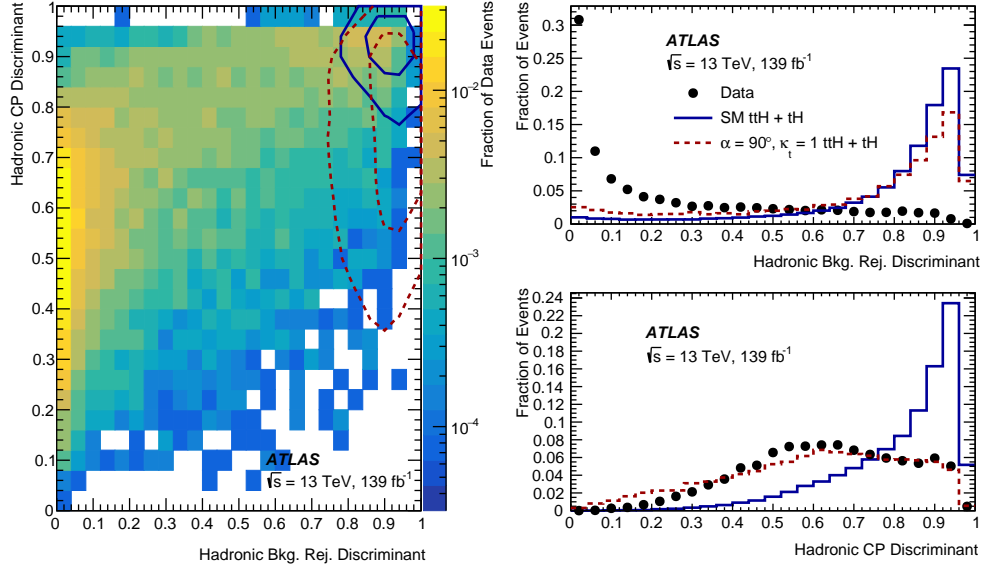 Hadronic CP Discriminant
1
0.9
0.8
0.7
0.6
0.5
0.4
0.3
0.2
0.1
0
0 0.1 0.2 0.3 0.4 0.5 0.6 0.7 0.8 0.9 1
Hadronic Bkg. Rej. Discriminant
ATLAS
√s = 13 TeV, 139 fb⁻¹
Fraction of Data Events
10⁻²
10⁻³
10⁻⁴
Fraction of Events
0.3
0.25
0.2
0.15
0.1
0.05
0
ATLAS
√s = 13 TeV, 139 fb⁻¹
Data
SM ttH + tH
α = 90°, κt = 1 ttH + tH
0 0.1 0.2 0.3 0.4 0.5 0.6 0.7 0.8 0.9 1
Hadronic Bkg. Rej. Discriminant
Fraction of Events
0.24
0.22
0.2
0.18
0.16
0.14
0.12
0.1
0.08
0.06
0.04
0.02
0
ATLAS
√s = 13 TeV, 139 fb⁻¹
0 0.1 0.2 0.3 0.4 0.5 0.6 0.7 0.8 0.9 1
Hadronic CP Discriminant